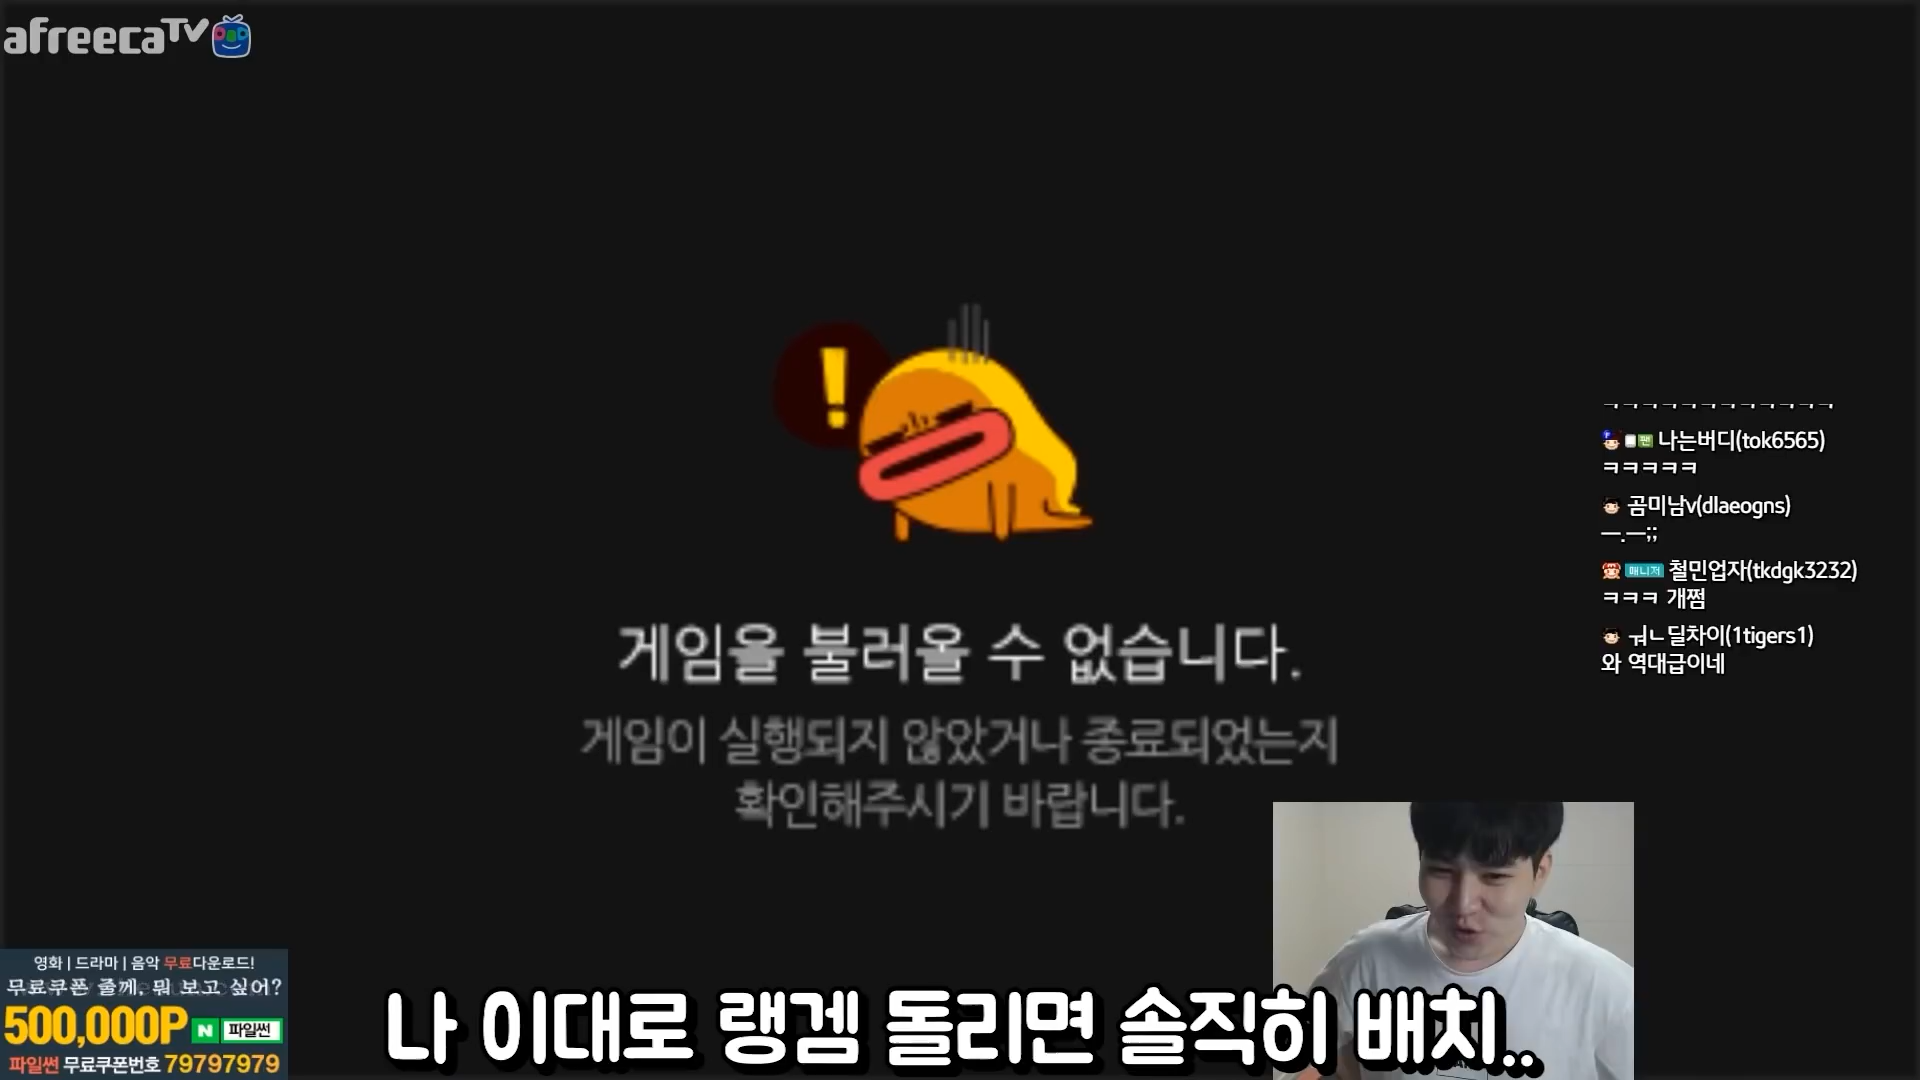 afreecaTV
!
게임을 불러올 수 없습니다.
게임이 실행되지 않았거나 종료되었는지
확인해주시기 바랍니다.
팬 나는버디(tok6565)
ㅋㅋㅋㅋㅋ
곰미남v(dlaeogns)
ㅡ.ㅡ;;
매니저 철민업자(tkdgk3232)
ㅋㅋㅋ 개쩜
ㅝㄴ딜차이(1tigers1)
와 역대급이네
영화 | 드라마 | 음악 무료다운로드!
무료쿠폰 줄께, 뭐 보고 싶어?
500,000P N 파일썬
파일썬 무료쿠폰번호 79797979
나 이대로 랭겜 돌리면 솔직히 배치..